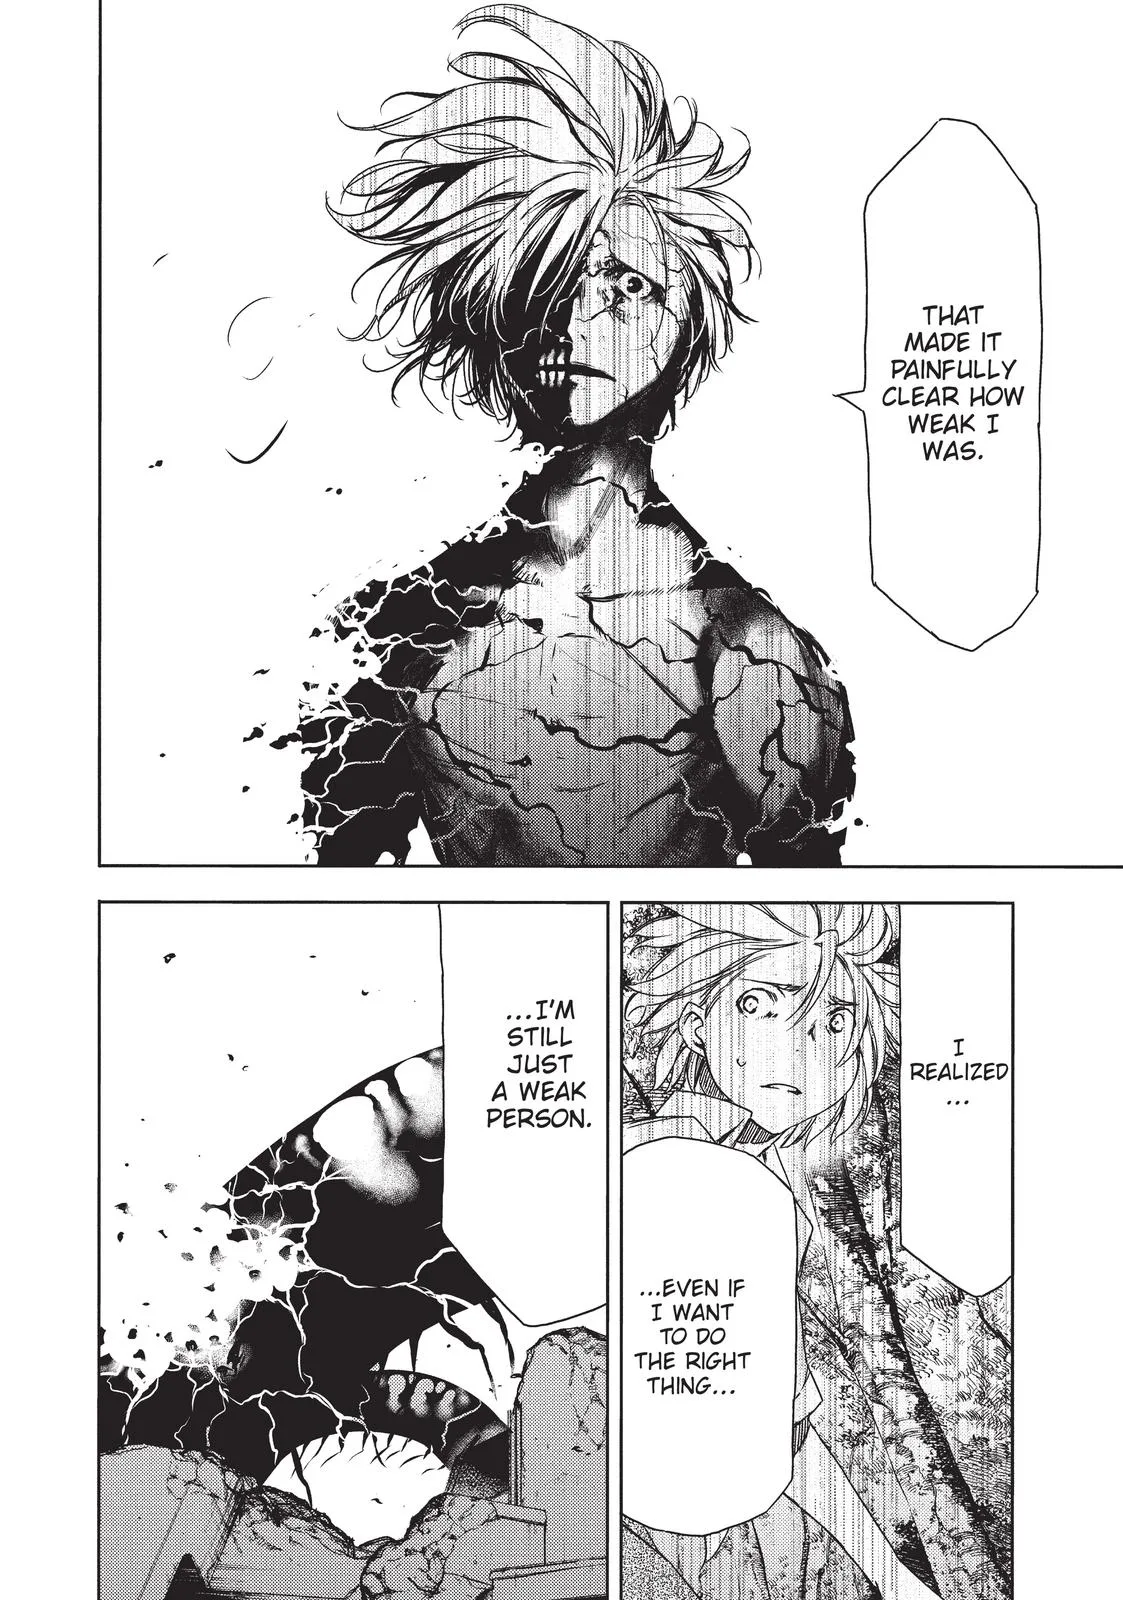 THAT
MADE IT
PAINFULLY
CLEAR HOW
WEAK I
WAS.
I
REALIZED
...
...EVEN IF
I WANT
TO DO
THE RIGHT
THING...
...I'M
STILL
JUST
A WEAK
PERSON.